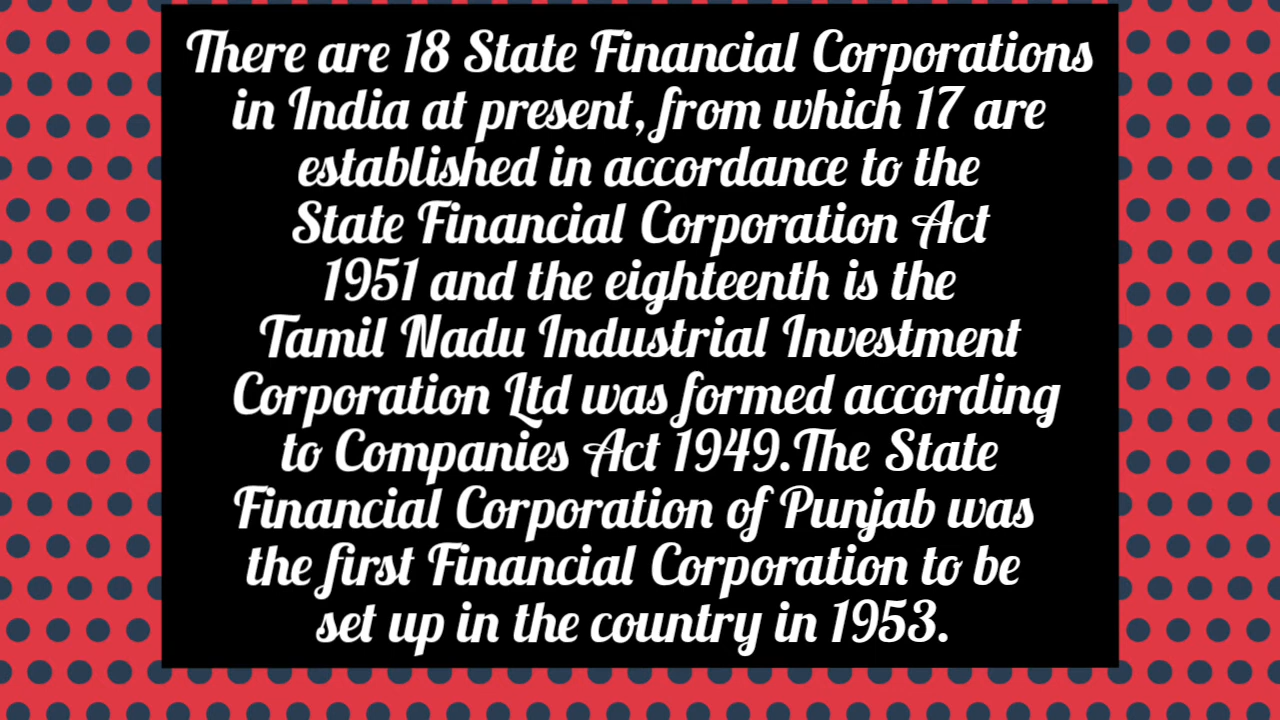 There are 18 State Financial Corporations
in India at present, from which 17 are
established in accordance to the
State Financial Corporation Act
1951 and the eighteenth is the
Tamil Nadu Industrial Investment
Corporation Ltd was formed according
to Companies Act 1949.The State
Financial Corporation of Punjab was
the first Financial Corporation to be
set up in the country in 1953.